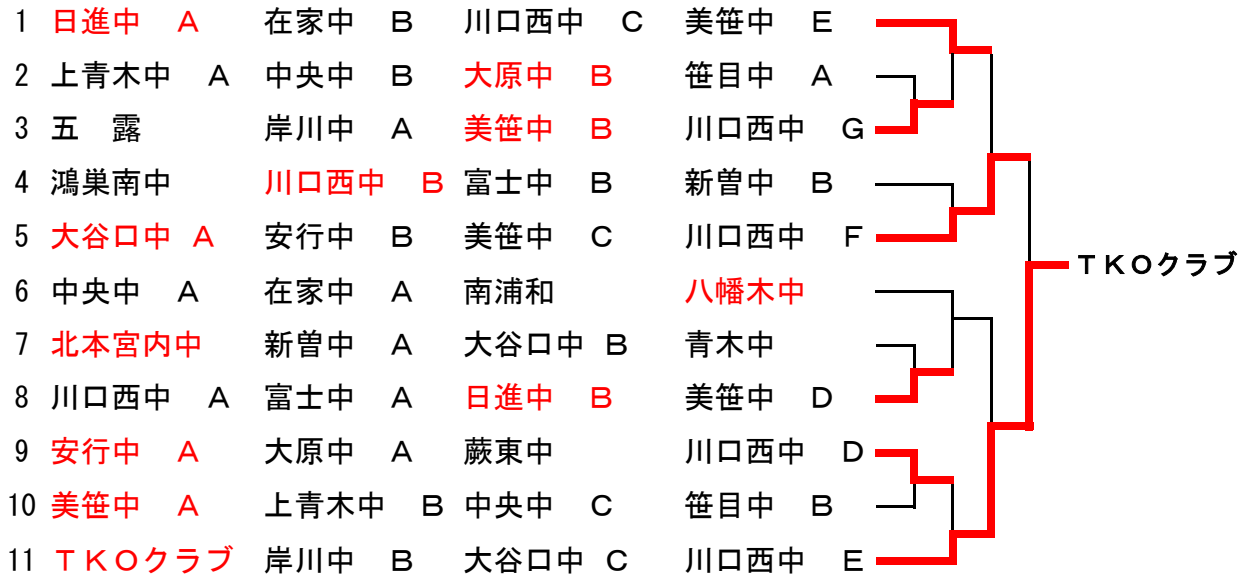 1 日進中 A 在家中 B 川口西中 C 美笹中 E
2 上青木中 A 中央中 B 大原中 B 笹目中 A
3 五 露 岸川中 A 美笹中 B 川口西中 G
4 鴻巣南中 川口西中 B 富士中 B 新曽中 B
5 大谷口中 A 安行中 B 美笹中 C 川口西中 F
TKOクラブ
6 中央中 A 在家中 A 南浦和 八幡木中
7 北本宮内中 新曽中 A 大谷口中 B 青木中
8 川口西中 A 富士中 A 日進中 B 美笹中 D
9 安行中 A 大原中 A 蕨東中 川口西中 D
10 美笹中 A 上青木中 B 中央中 C 笹目中 B
11 TKOクラブ 岸川中 B 大谷口中 C 川口西中 E